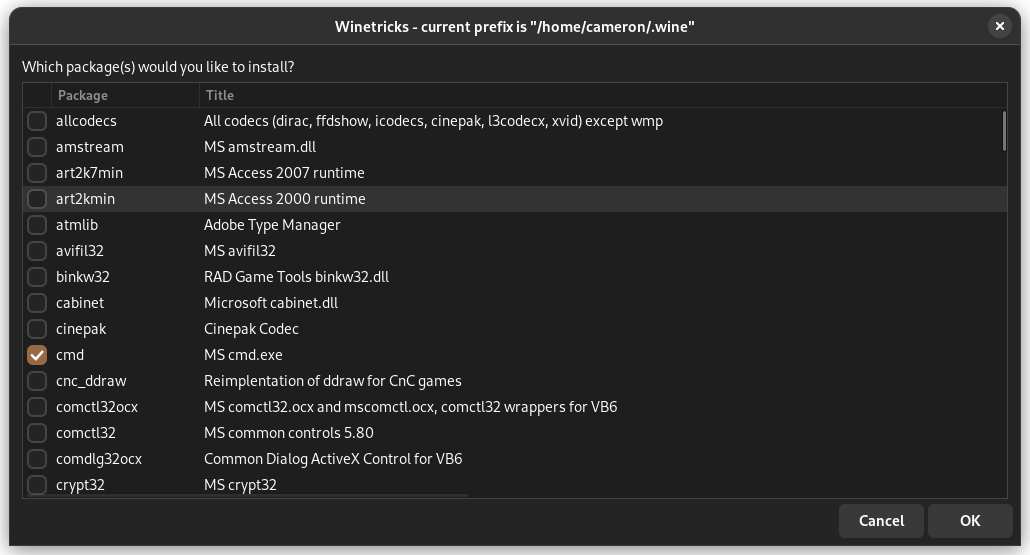 Winetricks - current prefix is "/home/cameron/.wine"
Which package(s) would you like to install?
Package Title
allcodecs All codecs (dirac, ffdshow, icodecs, cinepak, l3codecx, xvid) except wmp
amstream MS amstream.dll
art2k7min MS Access 2007 runtime
art2kmin MS Access 2000 runtime
atmlib Adobe Type Manager
avifil32 MS avifil32
binkw32 RAD Game Tools binkw32.dll
cabinet Microsoft cabinet.dll
cinepak Cinepak Codec
cmd MS cmd.exe
cnc_ddraw Reimplentation of ddraw for CnC games
comctl32ocx MS comctl32.ocx and mscomctl.ocx, comctl32 wrappers for VB6
comctl32 MS common controls 5.80
comdlg32ocx Common Dialog ActiveX Control for VB6
crypt32 MS crypt32
Cancel OK